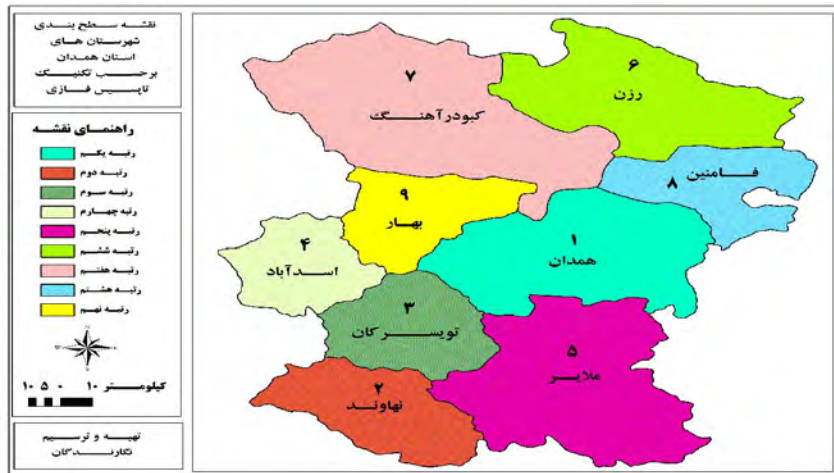 نقشه سطح بندی
شهرستان های
استان همدان
بر حسب تکنیک
تاپسیس فازی
راهنمای نقشه
رتبه یکم
رتبه دوم
رتبه سوم
رتبه چهارم
رتبه پنجم
رتبه ششم
رتبه هفتم
رتبه هشتم
رتبه نهم
کیلومتر ۱۰ ۰ ۵ ۱۰
تهیه و ترسیم
نگارندگان
۶
رزن
۷
کبودرآهنگ
فامنین
۸
۹
بهار
۱
همدان
۴
اسدآباد
۳
تویسرکان
۵
ملایر
۲
نهاوند